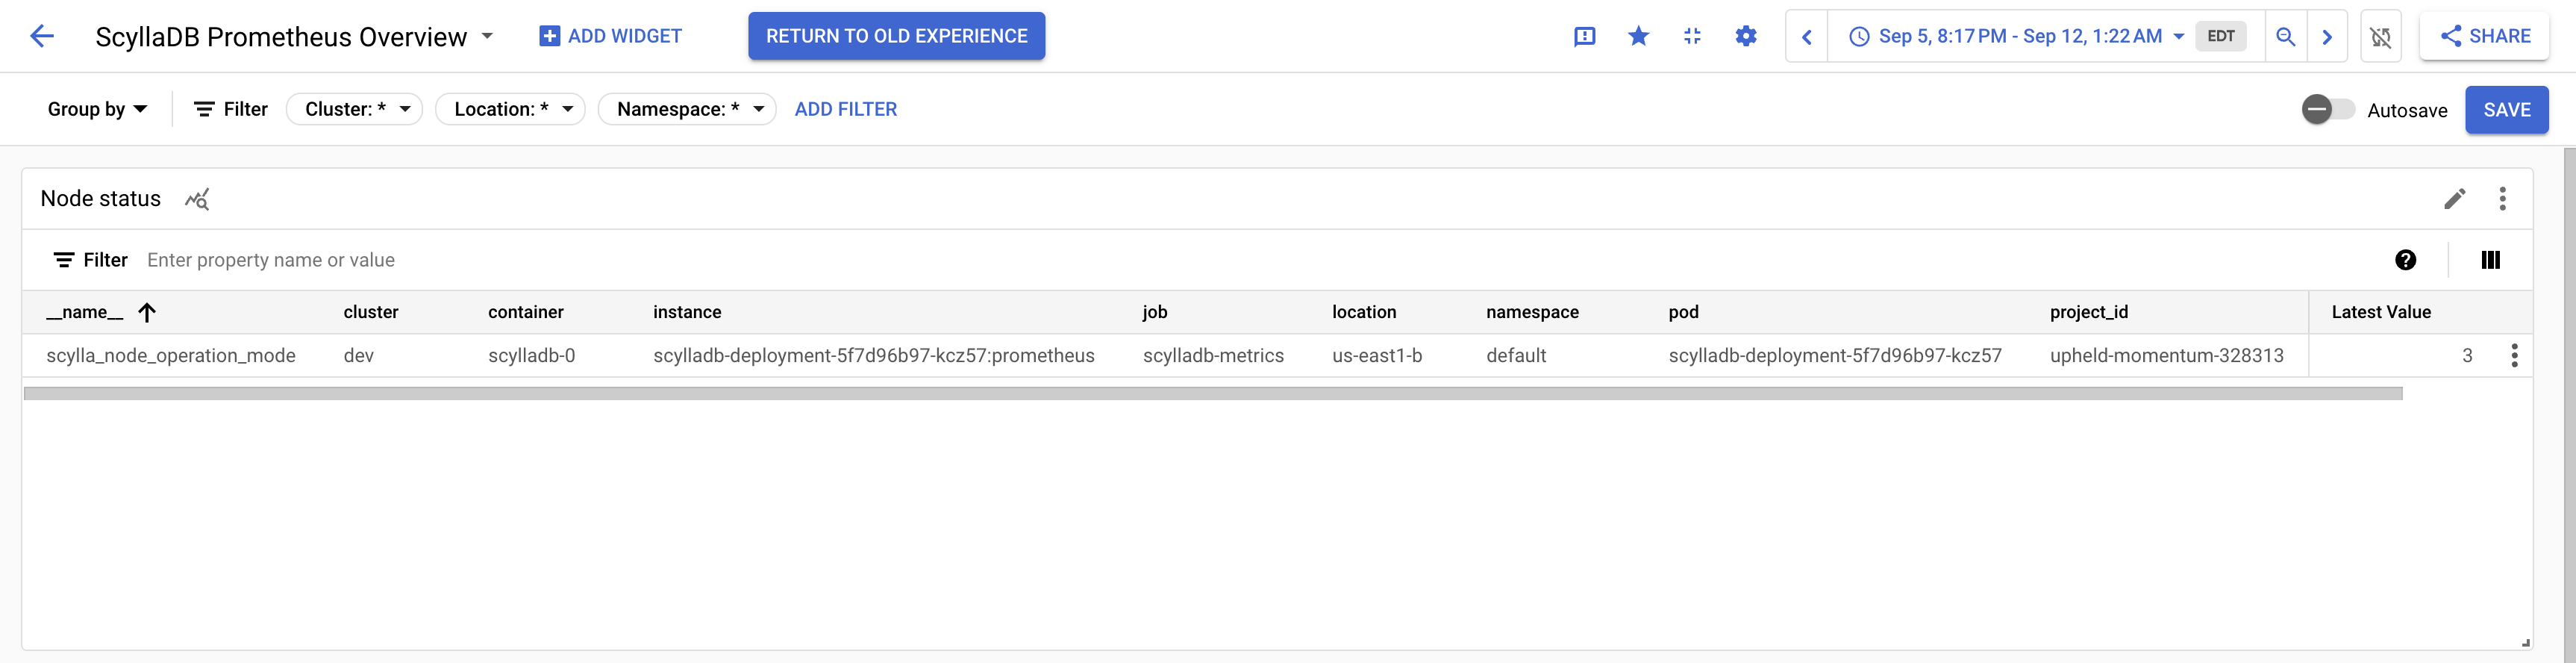 ScyllaDB Prometheus Overview ADD WIDGET RETURN TO OLD EXPERIENCE Sep 5, 8:17 PM - Sep 12, 1:22 AM EDT SHARE
Group by Filter Cluster: * Location: * Namespace: * ADD FILTER Autosave SAVE
Node status
Filter Enter property name or value
__name__ cluster container instance job location namespace pod project_id Latest Value
scylla_node_operation_mode dev scylladb-0 scylladb-deployment-5f7d96b97-kcz57:prometheus scylladb-metrics us-east1-b default scylladb-deployment-5f7d96b97-kcz57 upheld-momentum-328313 3